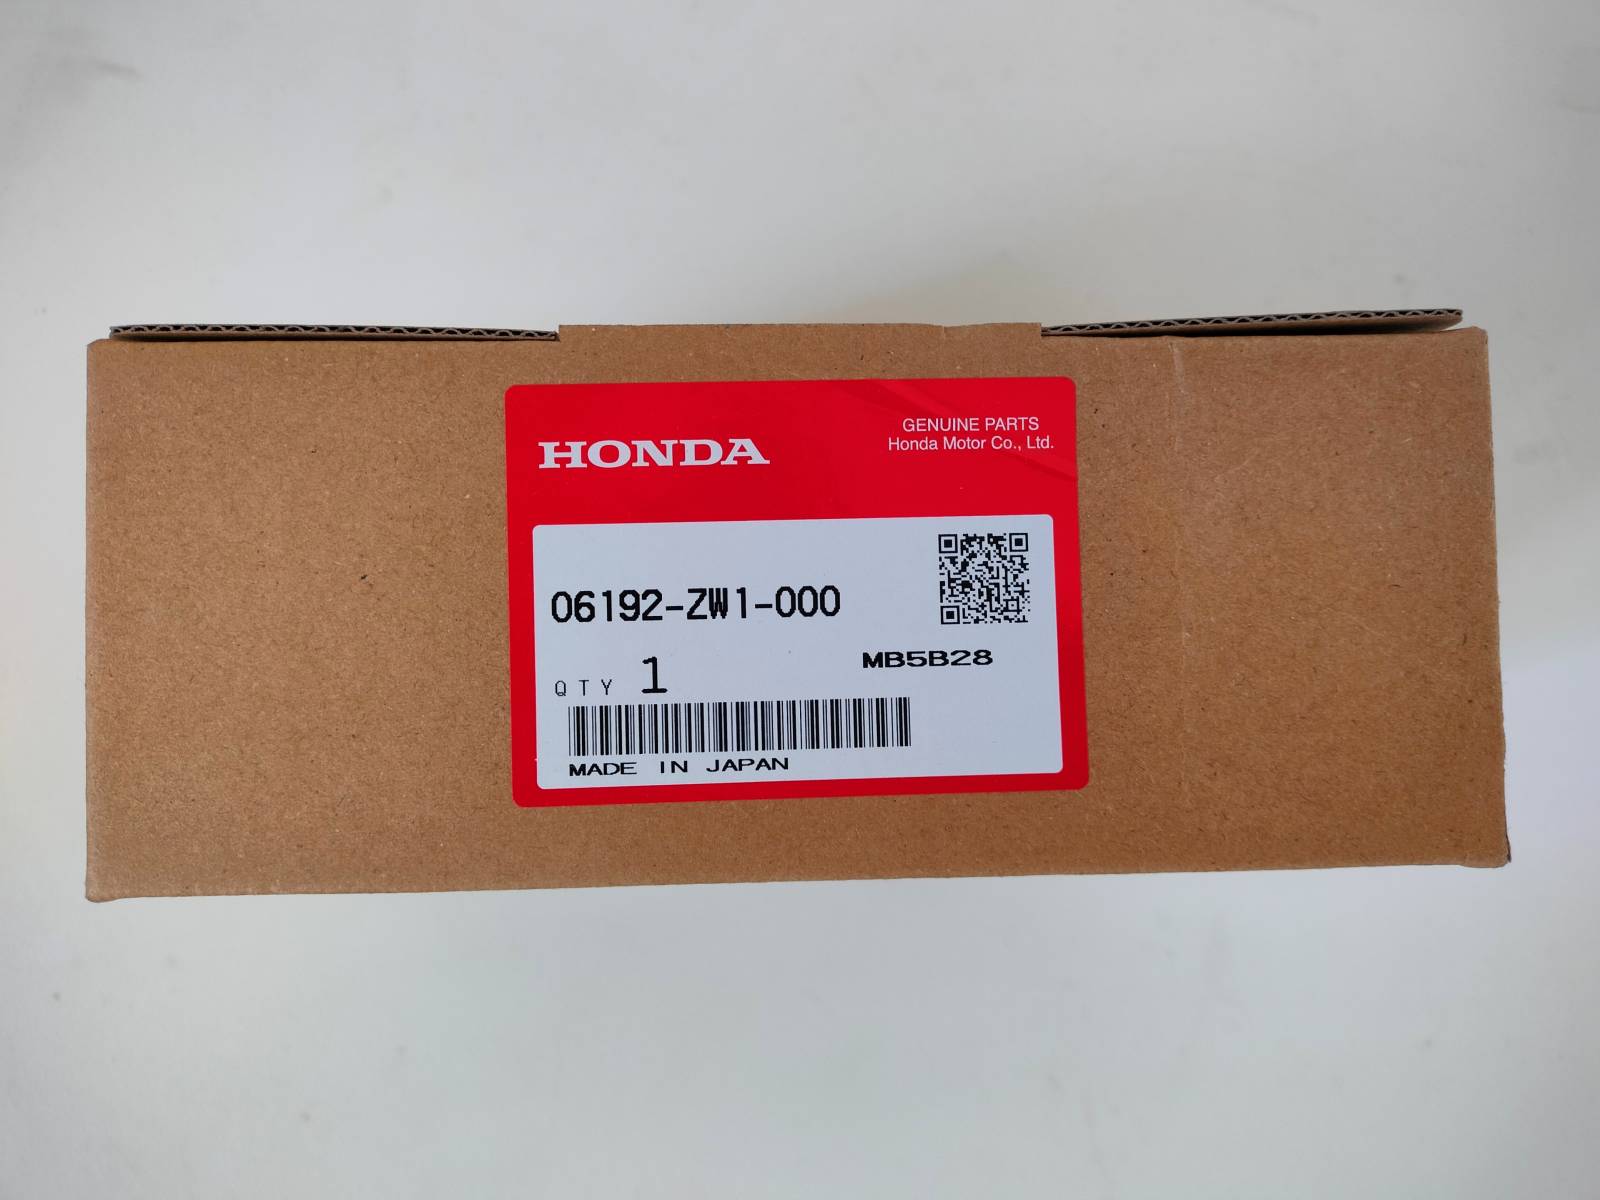 HONDA
GENUINE PARTS
Honda Motor Co., Ltd.
06192-ZW1-000
MB5B28
QTY 1
MADE IN JAPAN